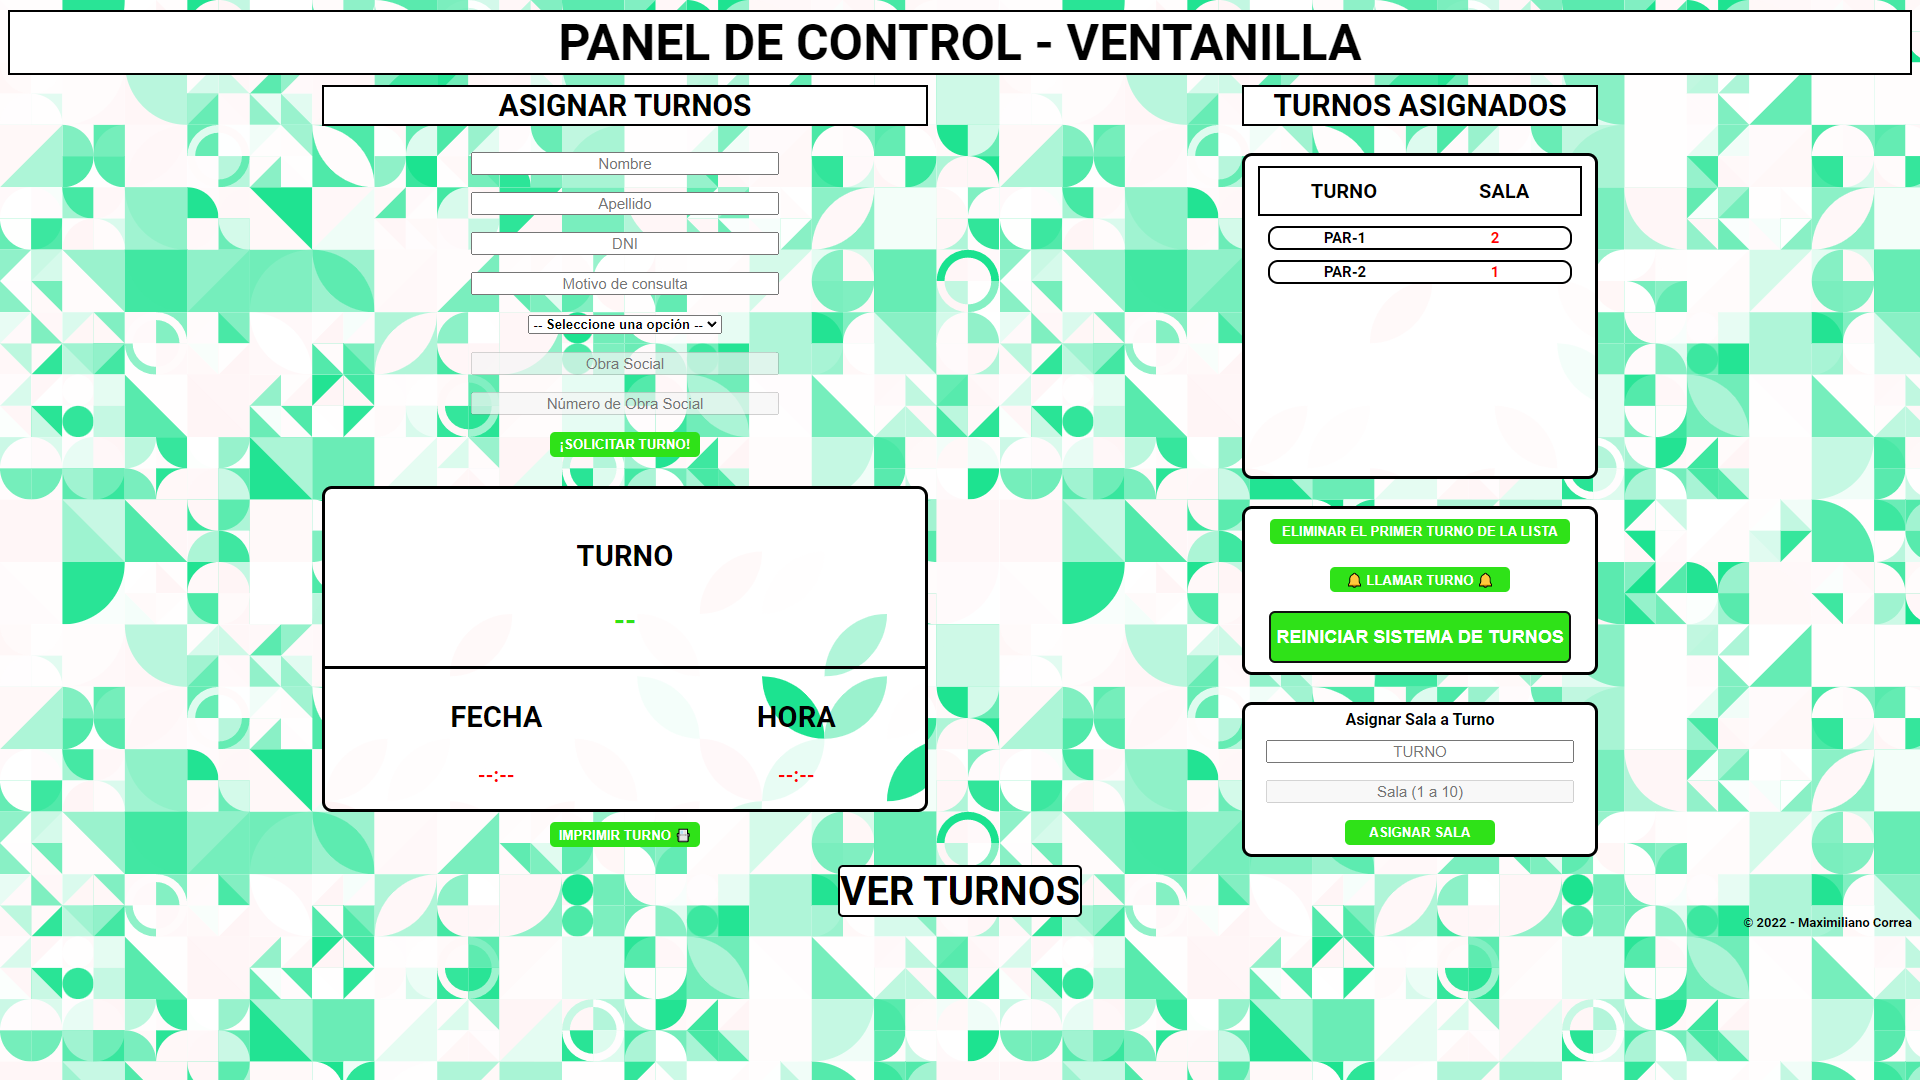 PANEL DE CONTROL - VENTANILLA
ASIGNAR TURNOS
Nombre
Apellido
DNI
Motivo de consulta
-- Seleccione una opción --
Obra Social
Número de Obra Social
¡SOLICITAR TURNO!
TURNO
--
FECHA HORA
--:-- --:--
IMPRIMIR TURNO
TURNOS ASIGNADOS
TURNO SALA
PAR-1 2
PAR-2 1
ELIMINAR EL PRIMER TURNO DE LA LISTA
LLAMAR TURNO
REINICIAR SISTEMA DE TURNOS
Asignar Sala a Turno
TURNO
Sala (1 a 10)
ASIGNAR SALA
VER TURNOS
© 2022 - Maximiliano Correa